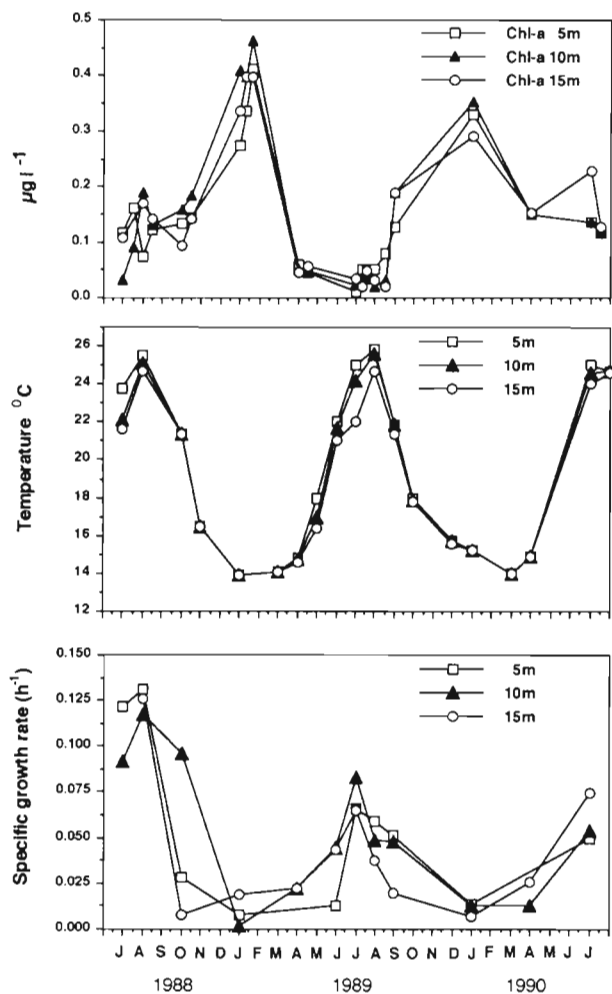 0.5
Chl-a 5m
Chl-a 10m
Chl-a 15m
0.4
0.3
0.2
0.1
0.0
µg l⁻¹
26
5m
10m
15m
24
22
20
18
16
14
12
Temperature ⁰C
0.150
5m
10m
15m
0.125
0.100
0.075
0.050
0.025
0.000
Specific growth rate (h⁻¹)
J A O N D J F M A M J J A S O N D J F M A M J
1988 1989 1990